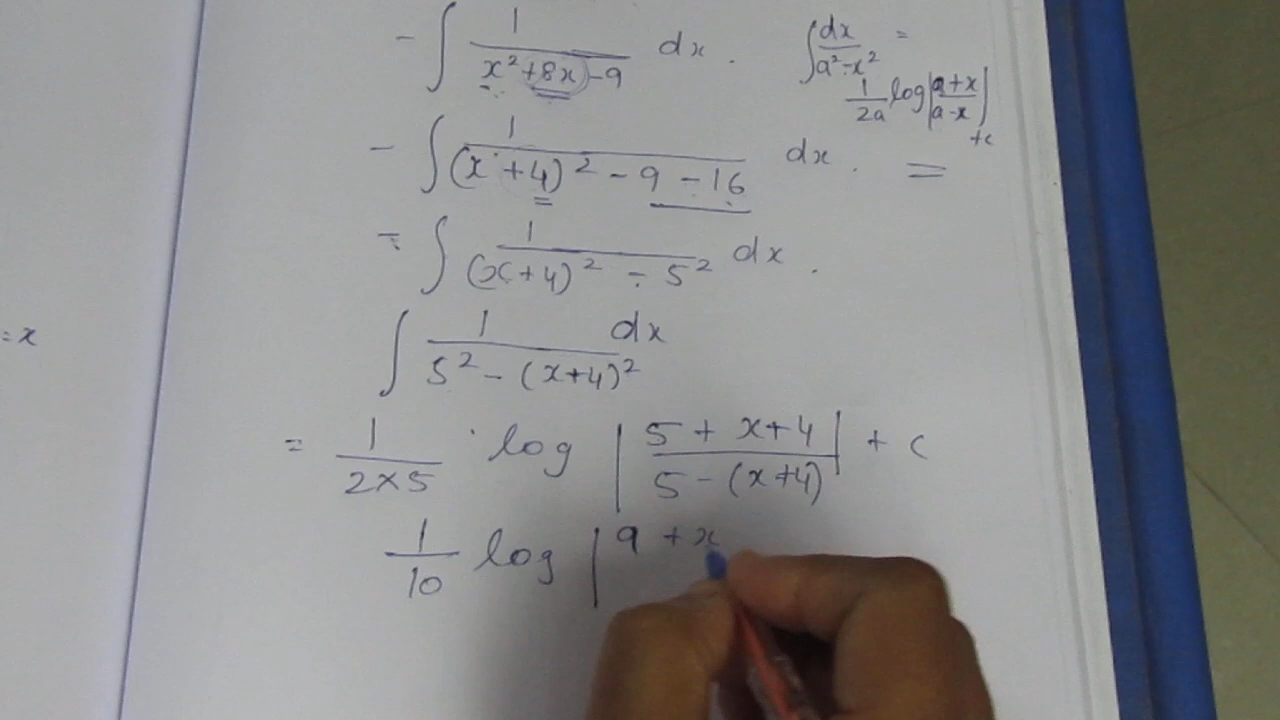 - ∫ 1/(x² + 8x - 9) dx .
∫ dx/(a² - x²) =
1/2a log |a+x/a-x|
+c
- ∫ 1/((x + 4)² - 9 - 16) dx . =
= x
- ∫ 1/((x+4)² - 5²) dx .
∫ 1 dx/(5² - (x+4)²)
= 1/(2×5) · log |5 + x+4/5 - (x+4)| + c
1/10 log |9 + x